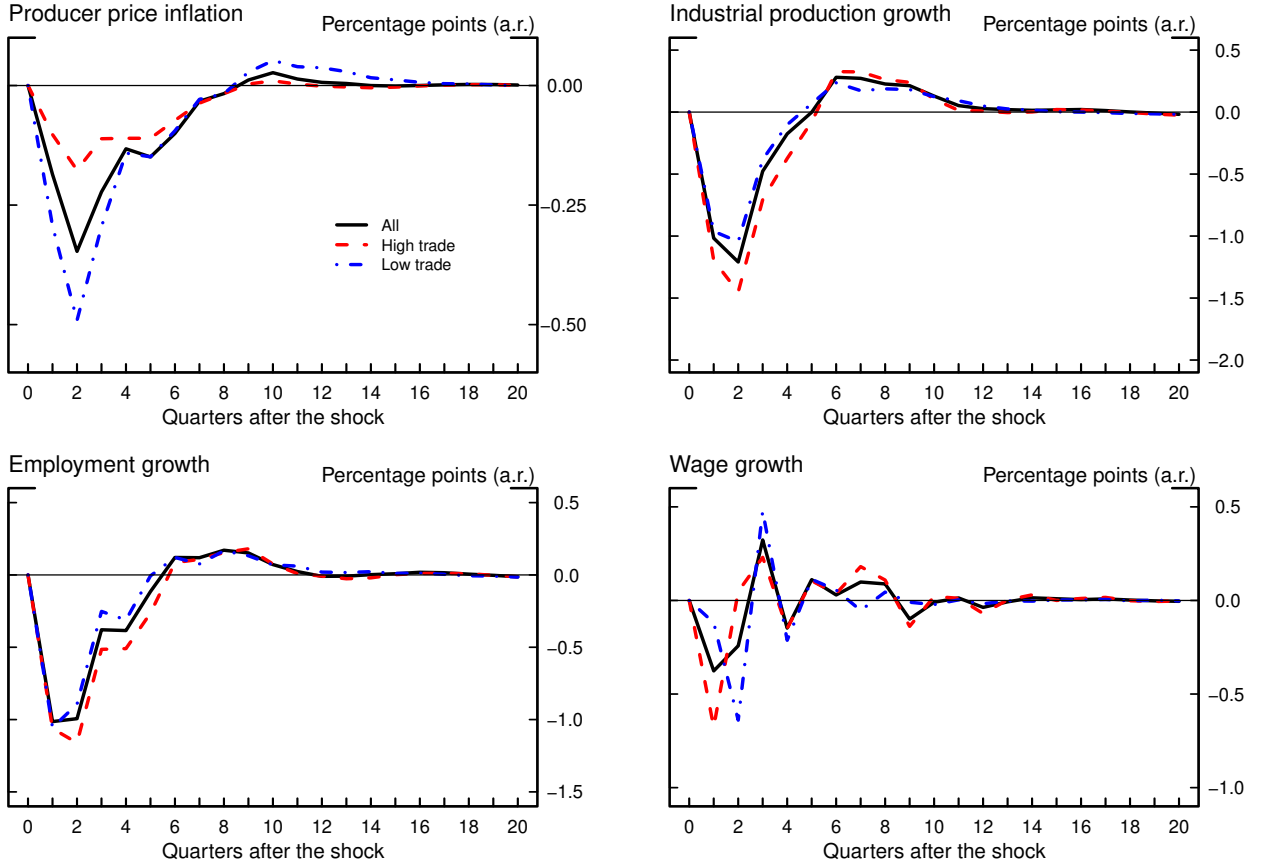 Producer price inflation
Percentage points (a.r.)
0.00
−0.25
−0.50
All
High trade
Low trade
0 2 4 6 8 10 12 14 16 18 20
Quarters after the shock
Industrial production growth
Percentage points (a.r.)
0.5
0.0
−0.5
−1.0
−1.5
−2.0
0 2 4 6 8 10 12 14 16 18 20
Quarters after the shock
Employment growth
Percentage points (a.r.)
0.5
0.0
−0.5
−1.0
−1.5
0 2 4 6 8 10 12 14 16 18 20
Quarters after the shock
Wage growth
Percentage points (a.r.)
0.5
0.0
−0.5
−1.0
0 2 4 6 8 10 12 14 16 18 20
Quarters after the shock